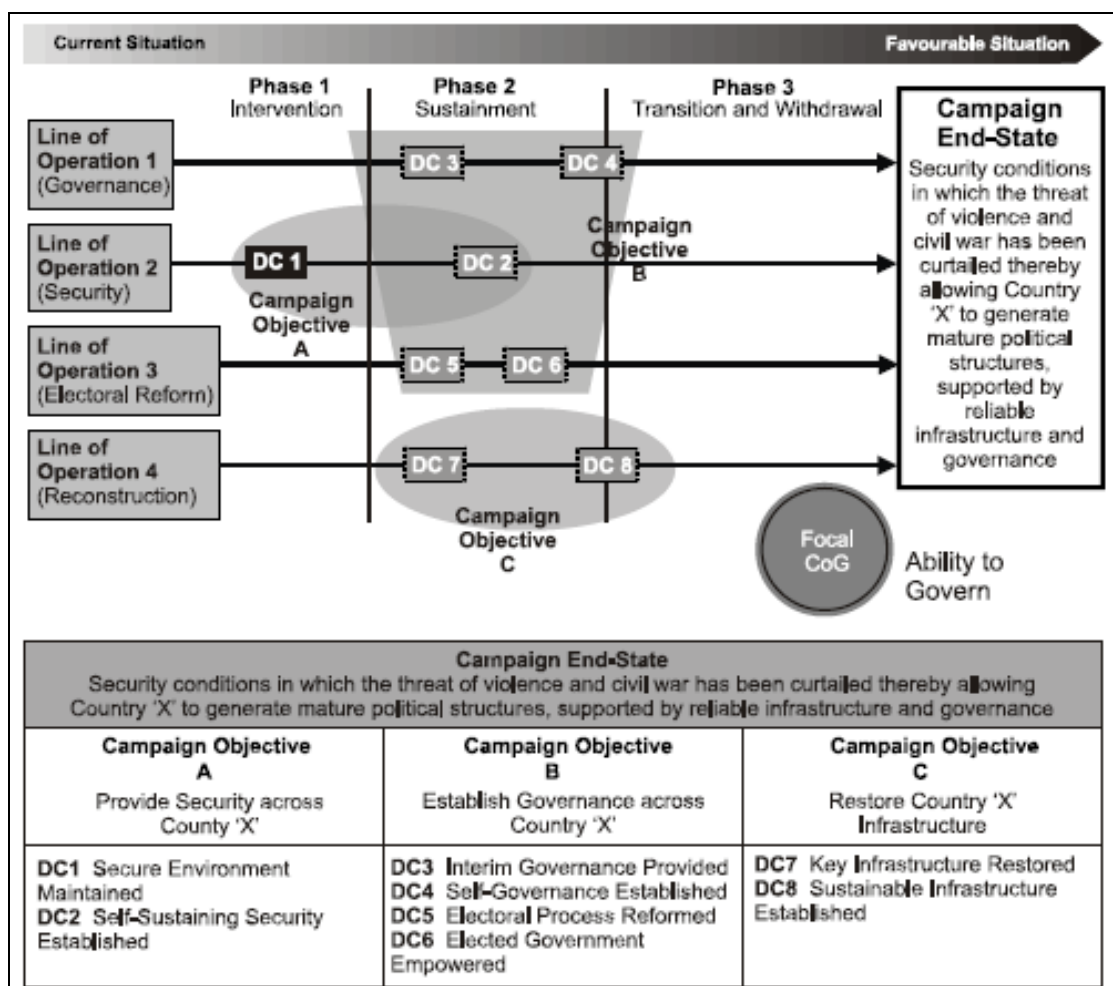 Current Situation
Favourable Situation
Phase 1
Intervention
Phase 2
Sustainment
Phase 3
Transition and Withdrawal
Line of
Operation 1
(Governance)
DC 3
DC 4
Line of
Operation 2
(Security)
DC 1
DC 2
Campaign
Objective
A
Campaign
Objective
B
Line of
Operation 3
(Electoral Reform)
DC 5
DC 6
Line of
Operation 4
(Reconstruction)
DC 7
DC 8
Campaign
Objective
C
Campaign
End-State
Security conditions
in which the threat
of violence and
civil war has been
curtailed thereby
allowing Country
'X' to generate
mature political
structures,
supported by
reliable
infrastructure and
governance
Focal
CoG
Ability to
Govern
Campaign End-State
Security conditions in which the threat of violence and civil war has been curtailed thereby allowing
Country 'X' to generate mature political structures, supported by reliable infrastructure and governance
Campaign Objective
A
Provide Security across
County 'X'
DC1 Secure Environment
Maintained
DC2 Self-Sustaining Security
Established
Campaign Objective
B
Establish Governance across
Country 'X'
DC3 Interim Governance Provided
DC4 Self-Governance Established
DC5 Electoral Process Reformed
DC6 Elected Government
Empowered
Campaign Objective
C
Restore Country 'X'
Infrastructure
DC7 Key Infrastructure Restored
DC8 Sustainable Infrastructure
Established